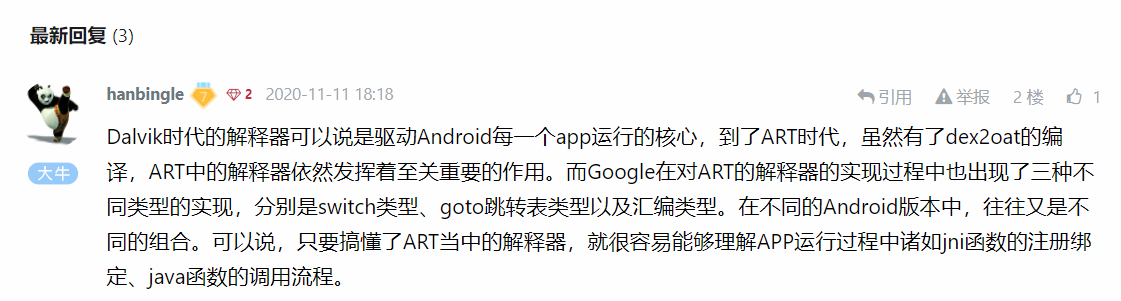 最新回复 (3)
hanbingle 7 2 2020-11-11 18:18 引用 举报 2 楼 1
Dalvik时代的解释器可以说是驱动Android每一个app运行的核心，到了ART时代，虽然有了dex2oat的编
大牛 译，ART中的解释器依然发挥着至关重要的作用。而Google在对ART的解释器的实现过程中也出现了三种不
同类型的实现，分别是switch类型、goto跳转表类型以及汇编类型。在不同的Android版本中，往往又是不
同的组合。可以说，只要搞懂了ART当中的解释器，就很容易能够理解APP运行过程中诸如jni函数的注册绑
定、java函数的调用流程。